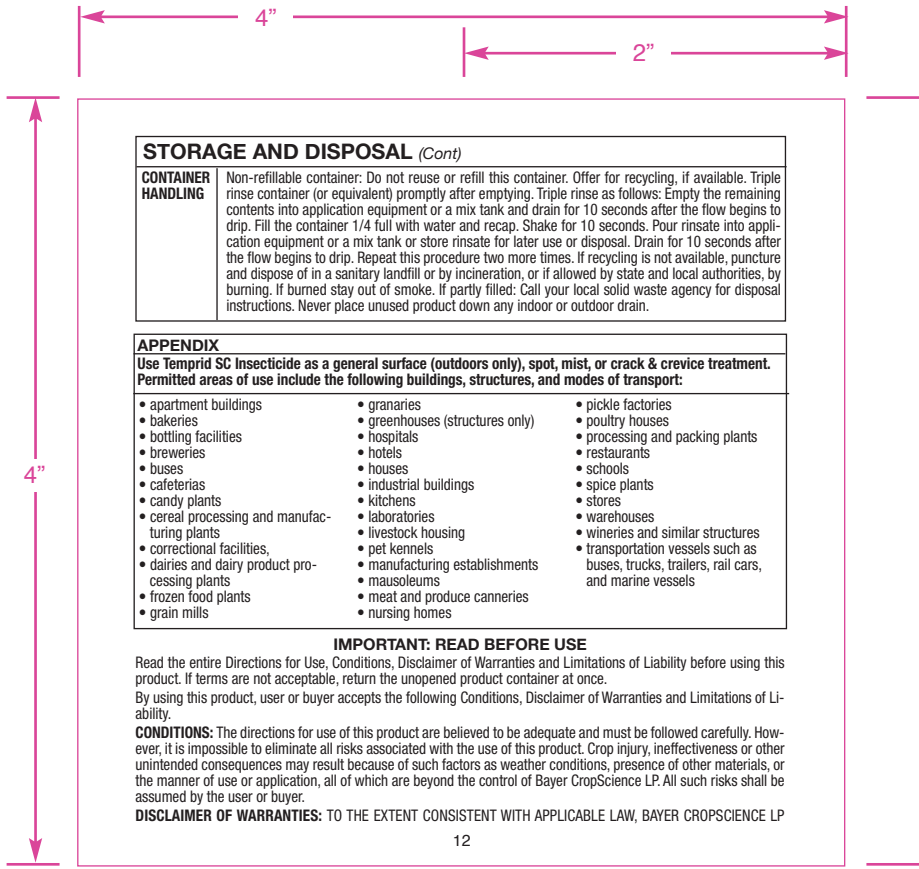 4”
2”
4”
STORAGE AND DISPOSAL (Cont)
CONTAINER HANDLING
Non-refillable container: Do not reuse or refill this container. Offer for recycling, if available. Triple
rinse container (or equivalent) promptly after emptying. Triple rinse as follows: Empty the remaining
contents into application equipment or a mix tank and drain for 10 seconds after the flow begins to
drip. Fill the container 1/4 full with water and recap. Shake for 10 seconds. Pour rinsate into appli-
cation equipment or a mix tank or store rinsate for later use or disposal. Drain for 10 seconds after
the flow begins to drip. Repeat this procedure two more times. If recycling is not available, puncture
and dispose of in a sanitary landfill or by incineration, or if allowed by state and local authorities, by
burning. If burned stay out of smoke. If partly filled: Call your local solid waste agency for disposal
instructions. Never place unused product down any indoor or outdoor drain.
APPENDIX
Use Temprid SC Insecticide as a general surface (outdoors only), spot, mist, or crack & crevice treatment.
Permitted areas of use include the following buildings, structures, and modes of transport:
• apartment buildings
• bakeries
• bottling facilities
• breweries
• buses
• cafeterias
• candy plants
• cereal processing and manufac-
turing plants
• correctional facilities,
• dairies and dairy product pro-
cessing plants
• frozen food plants
• grain mills
• granaries
• greenhouses (structures only)
• hospitals
• hotels
• houses
• industrial buildings
• kitchens
• laboratories
• livestock housing
• pet kennels
• manufacturing establishments
• mausoleums
• meat and produce canneries
• nursing homes
• pickle factories
• poultry houses
• processing and packing plants
• restaurants
• schools
• spice plants
• stores
• warehouses
• wineries and similar structures
• transportation vessels such as
buses, trucks, trailers, rail cars,
and marine vessels
IMPORTANT: READ BEFORE USE
Read the entire Directions for Use, Conditions, Disclaimer of Warranties and Limitations of Liability before using this
product. If terms are not acceptable, return the unopened product container at once.
By using this product, user or buyer accepts the following Conditions, Disclaimer of Warranties and Limitations of Li-
ability.
CONDITIONS: The directions for use of this product are believed to be adequate and must be followed carefully. How-
ever, it is impossible to eliminate all risks associated with the use of this product. Crop injury, ineffectiveness or other
unintended consequences may result because of such factors as weather conditions, presence of other materials, or
the manner of use or application, all of which are beyond the control of Bayer CropScience LP. All such risks shall be
assumed by the user or buyer.
DISCLAIMER OF WARRANTIES: TO THE EXTENT CONSISTENT WITH APPLICABLE LAW, BAYER CROPSCIENCE LP
12